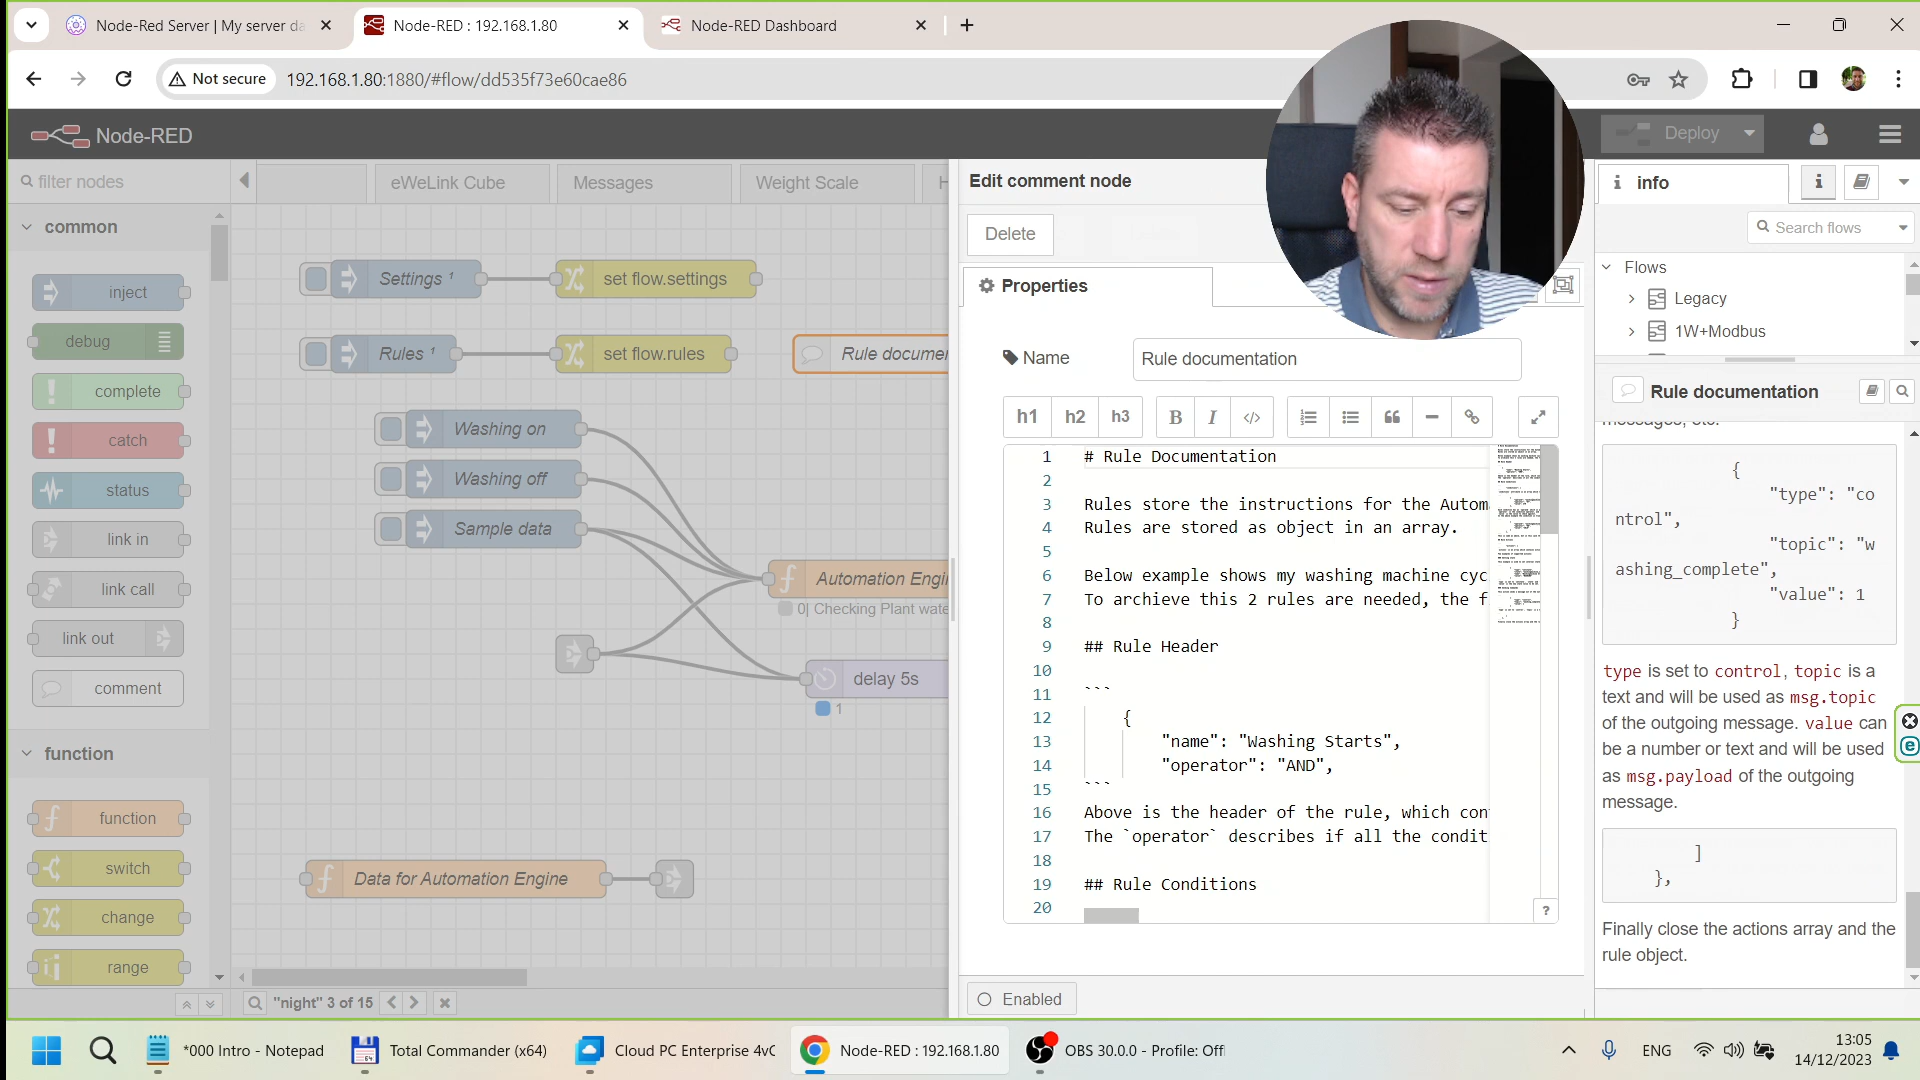 Node-Red Server | My server da
Node-RED : 192.168.1.80
Node-RED Dashboard
Not secure
192.168.1.80:1880/#flow/dd535f73e60cae86
Node-RED
Deploy
filter nodes
eWeLink Cube
Messages
Weight Scale
H
common
inject
debug
complete
catch
status
link in
link call
link out
comment
function
function
switch
change
range
Settings ¹
set flow.settings
Rules ¹
set flow.rules
Rule documen
Washing on
Washing off
Sample data
Automation Engin
0| Checking Plant wate
delay 5s
1
Data for Automation Engine
"night" 3 of 15
Edit comment node
Delete
Properties
Name
Rule documentation
h1 h2 h3 B I </>
1 # Rule Documentation
2
3 Rules store the instructions for the Autom
4 Rules are stored as object in an array.
5
6 Below example shows my washing machine cyc
7 To archieve this 2 rules are needed, the f
8
9 ## Rule Header
10
11 ```
12 {
13 "name": "Washing Starts",
14 "operator": "AND",
15 ```
16 Above is the header of the rule, which con
17 The `operator` describes if all the condit
18
19 ## Rule Conditions
20
?
Enabled
info
Search flows
Flows
Legacy
1W+Modbus
Rule documentation
messages, etc.
{
"type": "co
ntrol",
"topic": "w
ashing_complete",
"value": 1
}
type is set to control, topic is a
text and will be used as msg.topic
of the outgoing message. value can
be a number or text and will be used
as msg.payload of the outgoing
message.
]
},
Finally close the actions array and the
rule object.
*000 Intro - Notepad
Total Commander (x64)
Cloud PC Enterprise 4vC
Node-RED : 192.168.1.80
OBS 30.0.0 - Profile: Off
ENG
13:05
14/12/2023